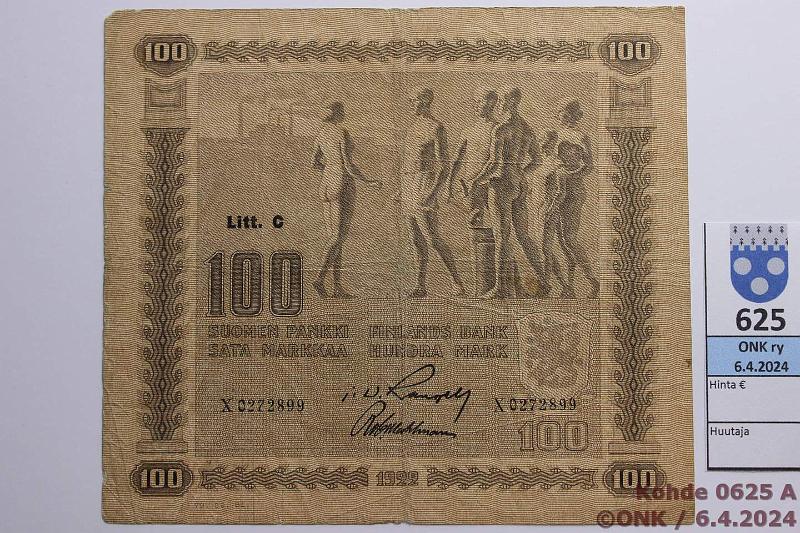 100 100
Litt. C
100
SUOMEN PANKKI FINLANDS BANK
SATA MARKKAA HUNDRA MARK
X 0272899 X 0272899
100
100 1922 100
625
ONK ry
6.4.2024
Hinta €
Huutaja
Kohde 0625 A
©ONK / 6.4.2024